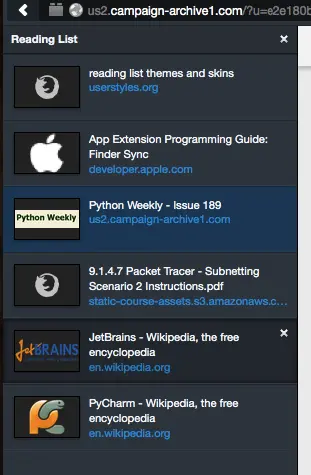 us2.campaign-archive1.com/?u=e2e180b
Reading List
reading list themes and skins
userstyles.org
App Extension Programming Guide:
Finder Sync
developer.apple.com
Python Weekly
Python Weekly - Issue 189
us2.campaign-archive1.com
9.1.4.7 Packet Tracer - Subnetting
Scenario 2 Instructions.pdf
static-course-assets.s3.amazonaws.c...
JetBRAINS
JetBrains - Wikipedia, the free
encyclopedia
en.wikipedia.org
PC
PyCharm - Wikipedia, the free
encyclopedia
en.wikipedia.org